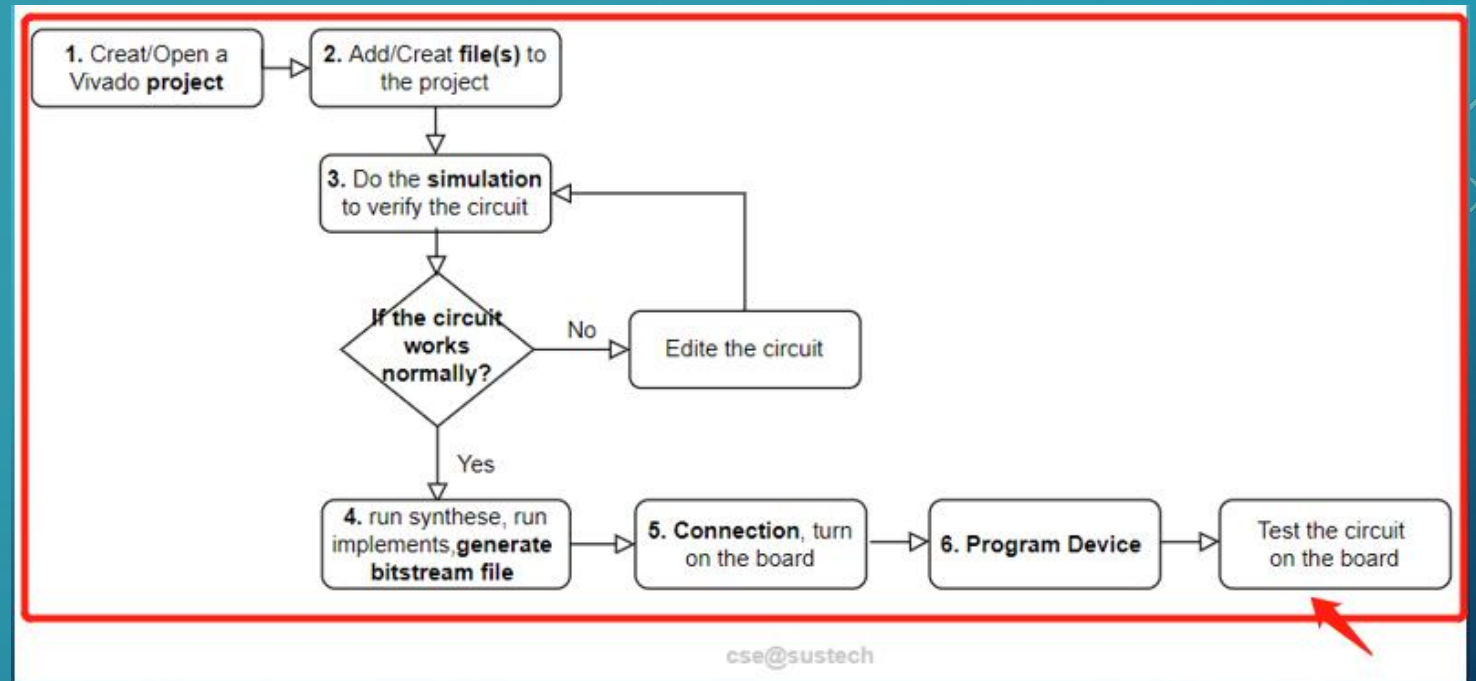 1. Creat/Open a
Vivado project
2. Add/Creat file(s) to
the project
3. Do the simulation
to verify the circuit
If the circuit
works
normally?
No
Edite the circuit
Yes
4. run synthese, run
implements,generate
bitstream file
5. Connection, turn
on the board
6. Program Device
Test the circuit
on the board
cse@sustech